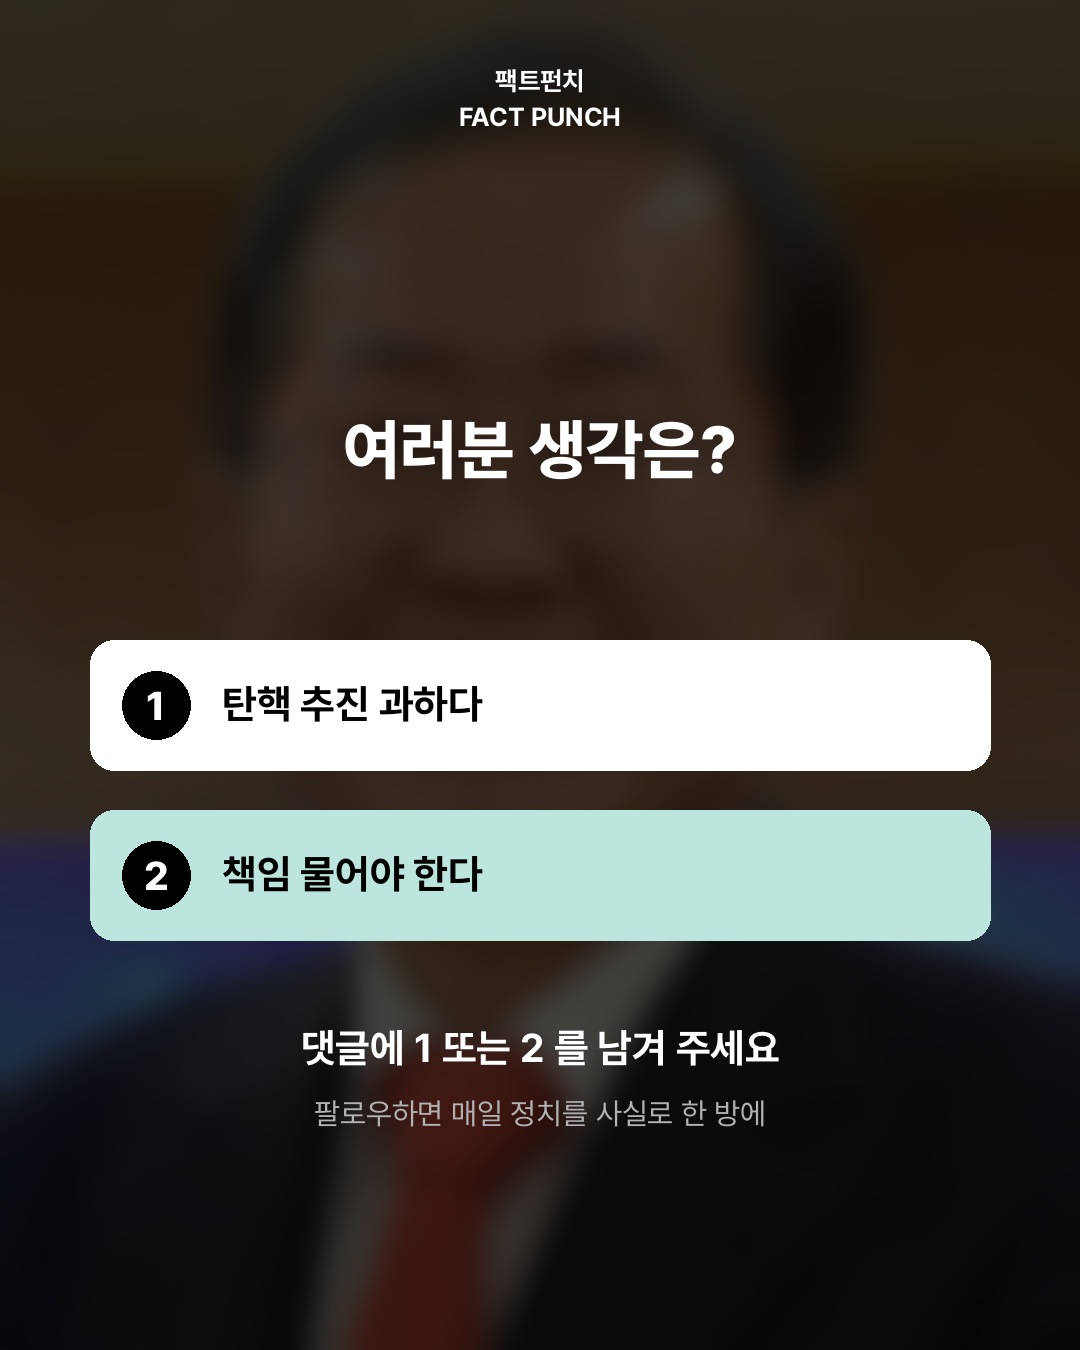 팩트펀치
FACT PUNCH
여러분 생각은?
1 탄핵 추진 과하다
2 책임 물어야 한다
댓글에 1 또는 2 를 남겨 주세요
팔로우하면 매일 정치를 사실로 한 방에